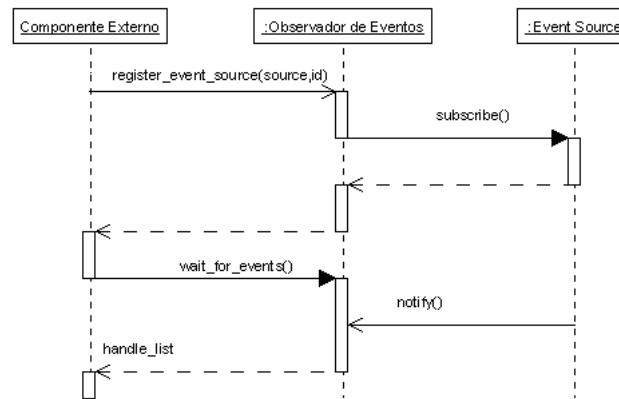 Componente Externo
:Observador de Eventos
:Event Source
register_event_source(source,id)
subscribe()
wait_for_events()
notify()
handle_list